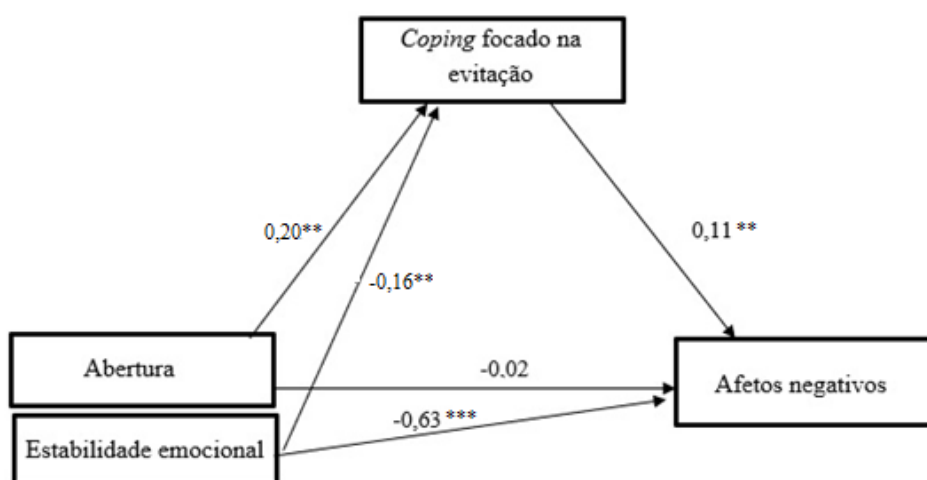 Coping focado na
evitação
0,20**
-0,16**
0,11 **
Abertura
-0,02
Afetos negativos
-0,63 ***
Estabilidade emocional